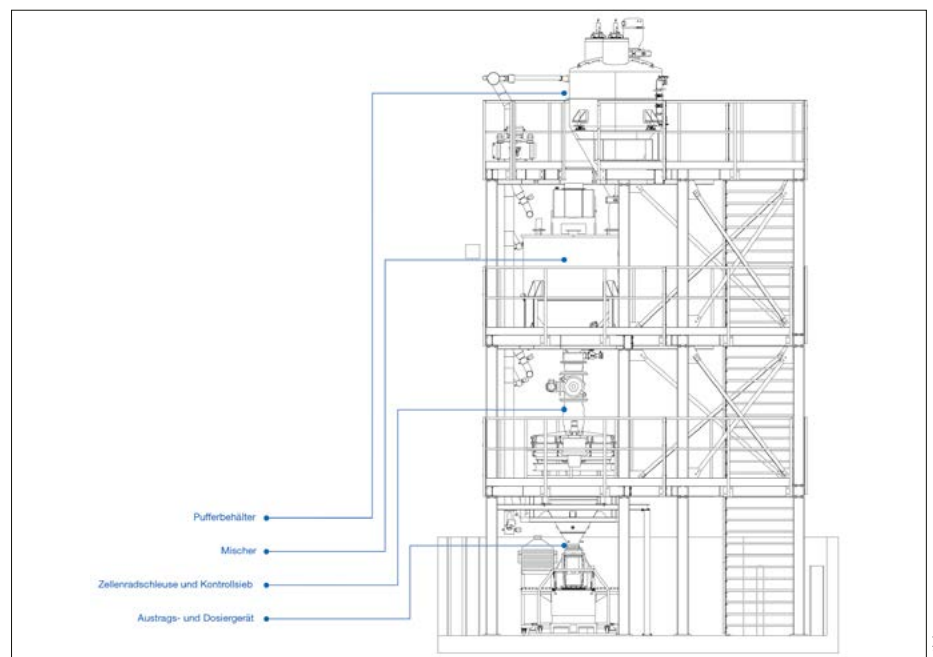 Pufferbehälter
Mischer
Zellenradschleuse und Kontrollsieb
Austrags- und Dosiergerät